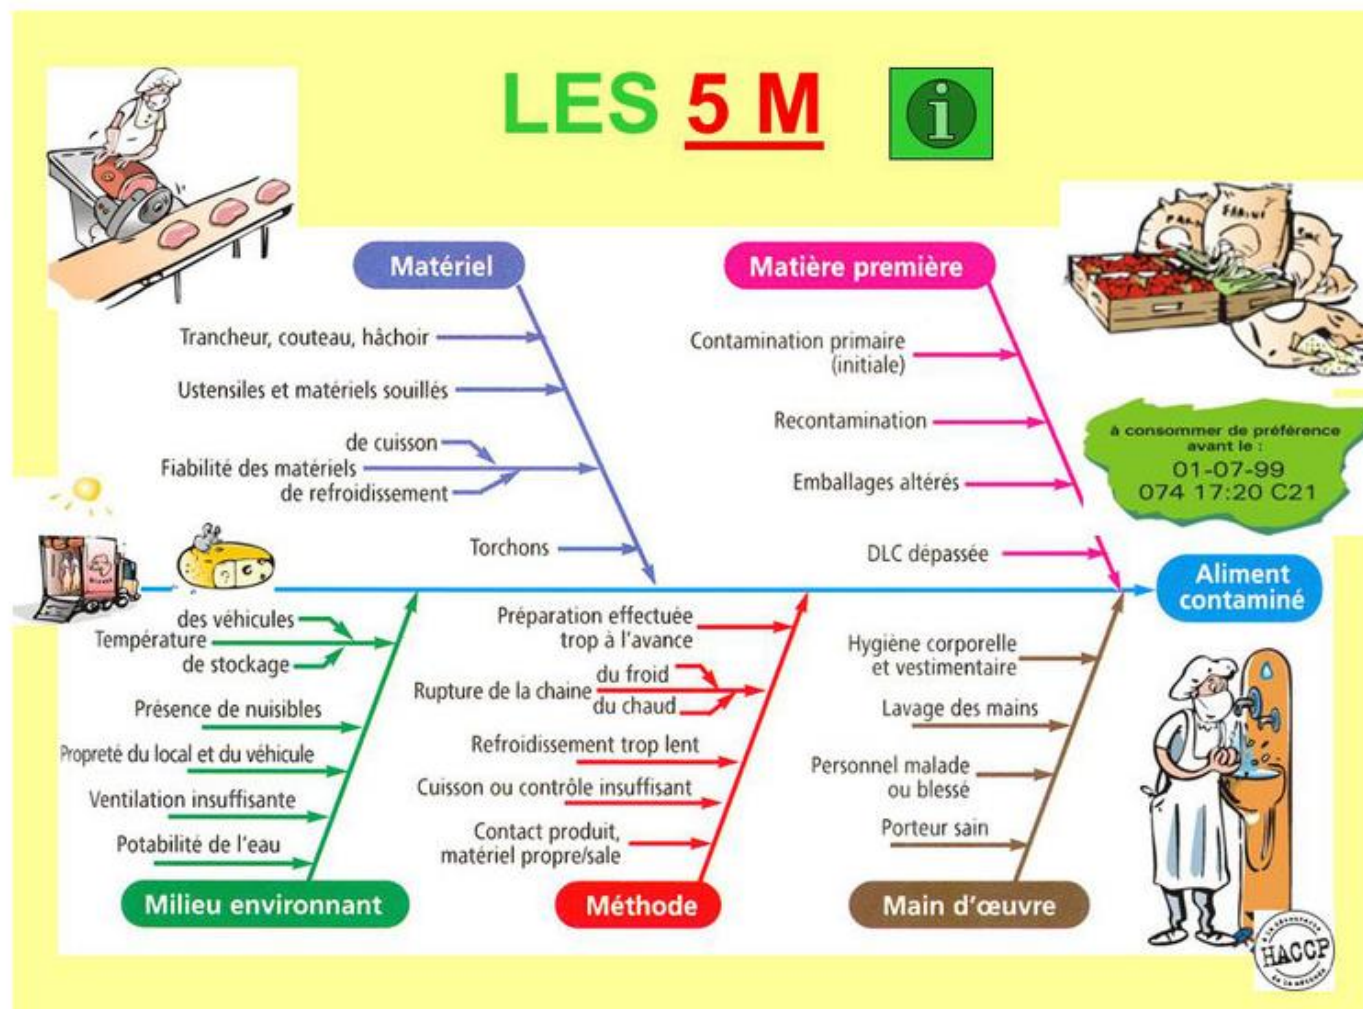 LES 5 M
i
FARINE
Matériel
Trancheur, couteau, hâchoir
Ustensiles et matériels souillés
de cuisson
Fiabilité des matériels
de refroidissement
Torchons
Matière première
Contamination primaire
(initiale)
Recontamination
Emballages altérés
DLC dépassée
à consommer de préférence
avant le :
01-07-99
074 17:20 C21
Aliment
contaminé
des véhicules
Température
de stockage
Présence de nuisibles
Propreté du local et du véhicule
Ventilation insuffisante
Potabilité de l'eau
Milieu environnant
Préparation effectuée
trop à l'avance
du froid
Rupture de la chaine
du chaud
Refroidissement trop lent
Cuisson ou contrôle insuffisant
Contact produit,
matériel propre/sale
Méthode
Hygiène corporelle
et vestimentaire
Lavage des mains
Personnel malade
ou blessé
Porteur sain
Main d'œuvre
HACCP